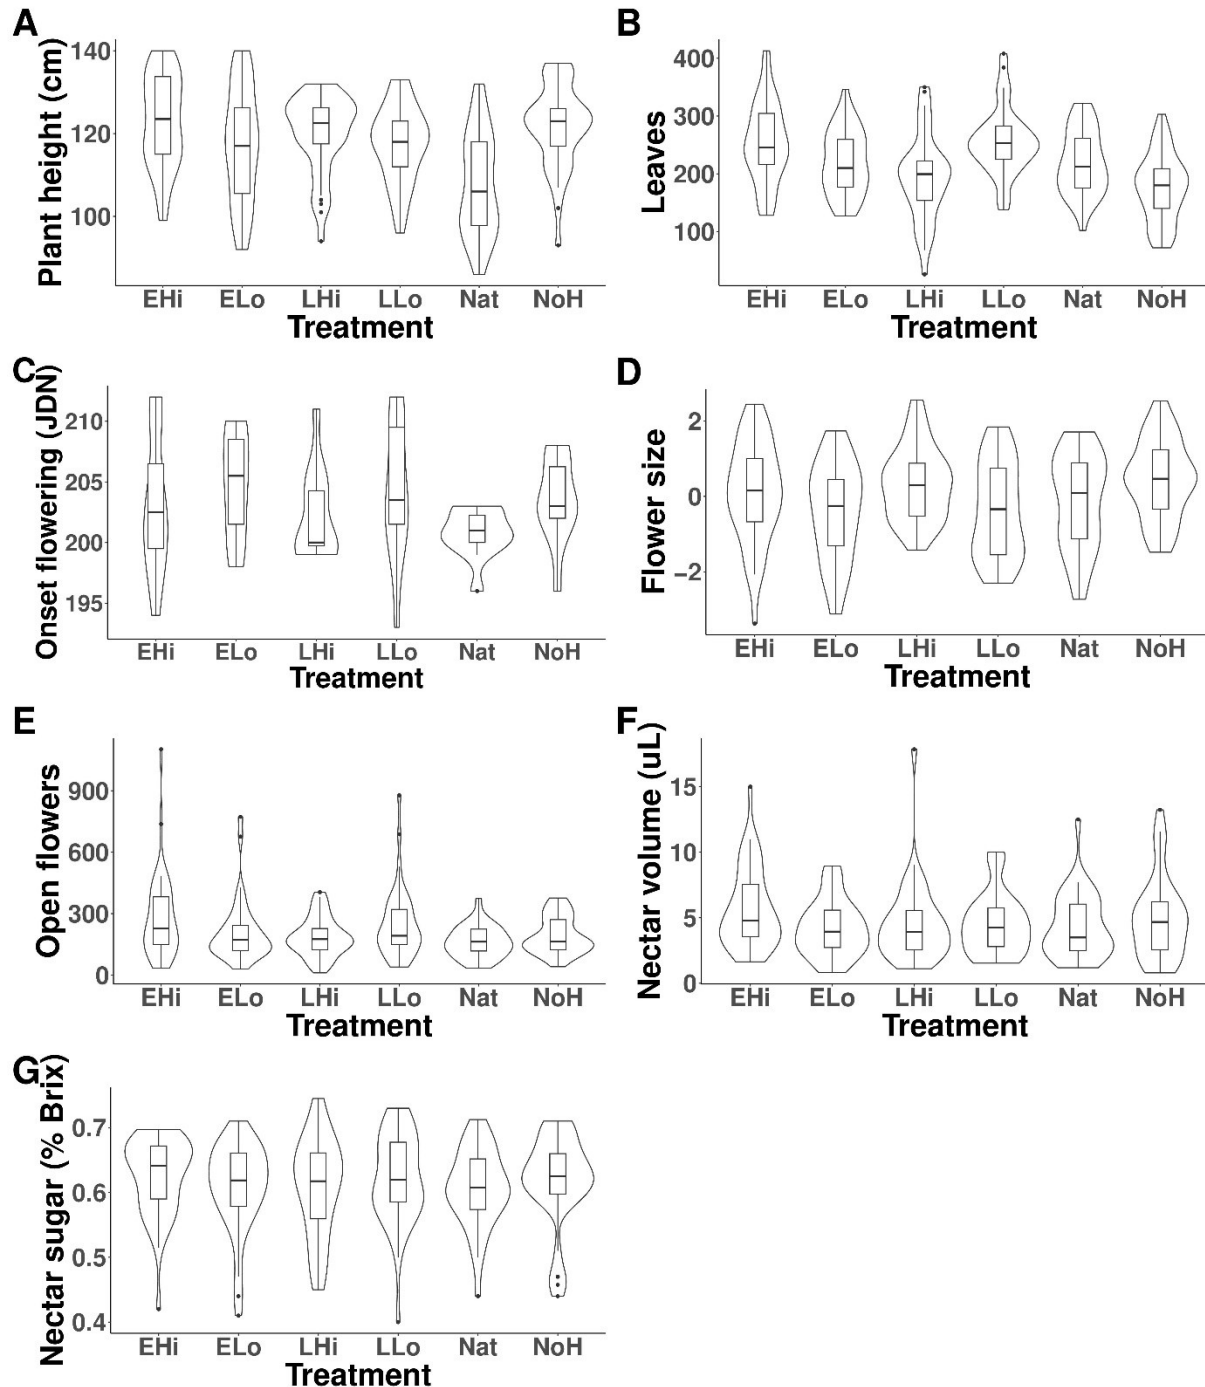 A
Plant height (cm)
140
120
100
EHi ELo LHi LLo Nat NoH
Treatment
B
Leaves
400
300
200
100
EHi ELo LHi LLo Nat NoH
Treatment
C
Onset flowering (JDN)
210
205
200
195
EHi ELo LHi LLo Nat NoH
Treatment
D
Flower size
2
0
−2
EHi ELo LHi LLo Nat NoH
Treatment
E
Open flowers
900
600
300
0
EHi ELo LHi LLo Nat NoH
Treatment
F
Nectar volume (uL)
15
10
5
0
EHi ELo LHi LLo Nat NoH
Treatment
G
Nectar sugar (% Brix)
0.7
0.6
0.5
0.4
EHi ELo LHi LLo Nat NoH
Treatment